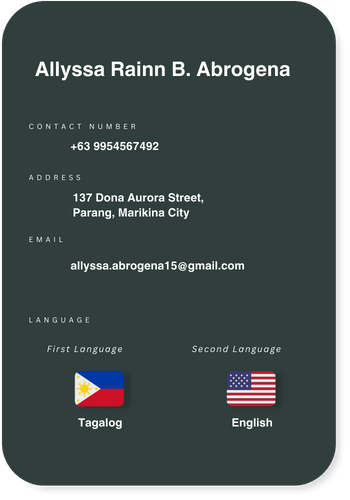 Allyssa Rainn B. Abrogena
CONTACT NUMBER
+63 9954567492
ADDRESS
137 Dona Aurora Street,
Parang, Marikina City
EMAIL
allyssa.abrogena15@gmail.com
LANGUAGE
First Language Second Language
Tagalog English